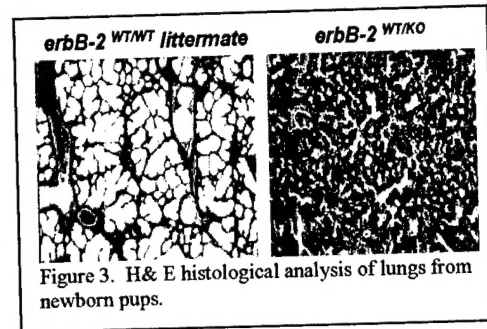 erbB-2 WT/WT littermate erbB-2 WT/KO
Figure 3. H& E histological analysis of lungs from
newborn pups.